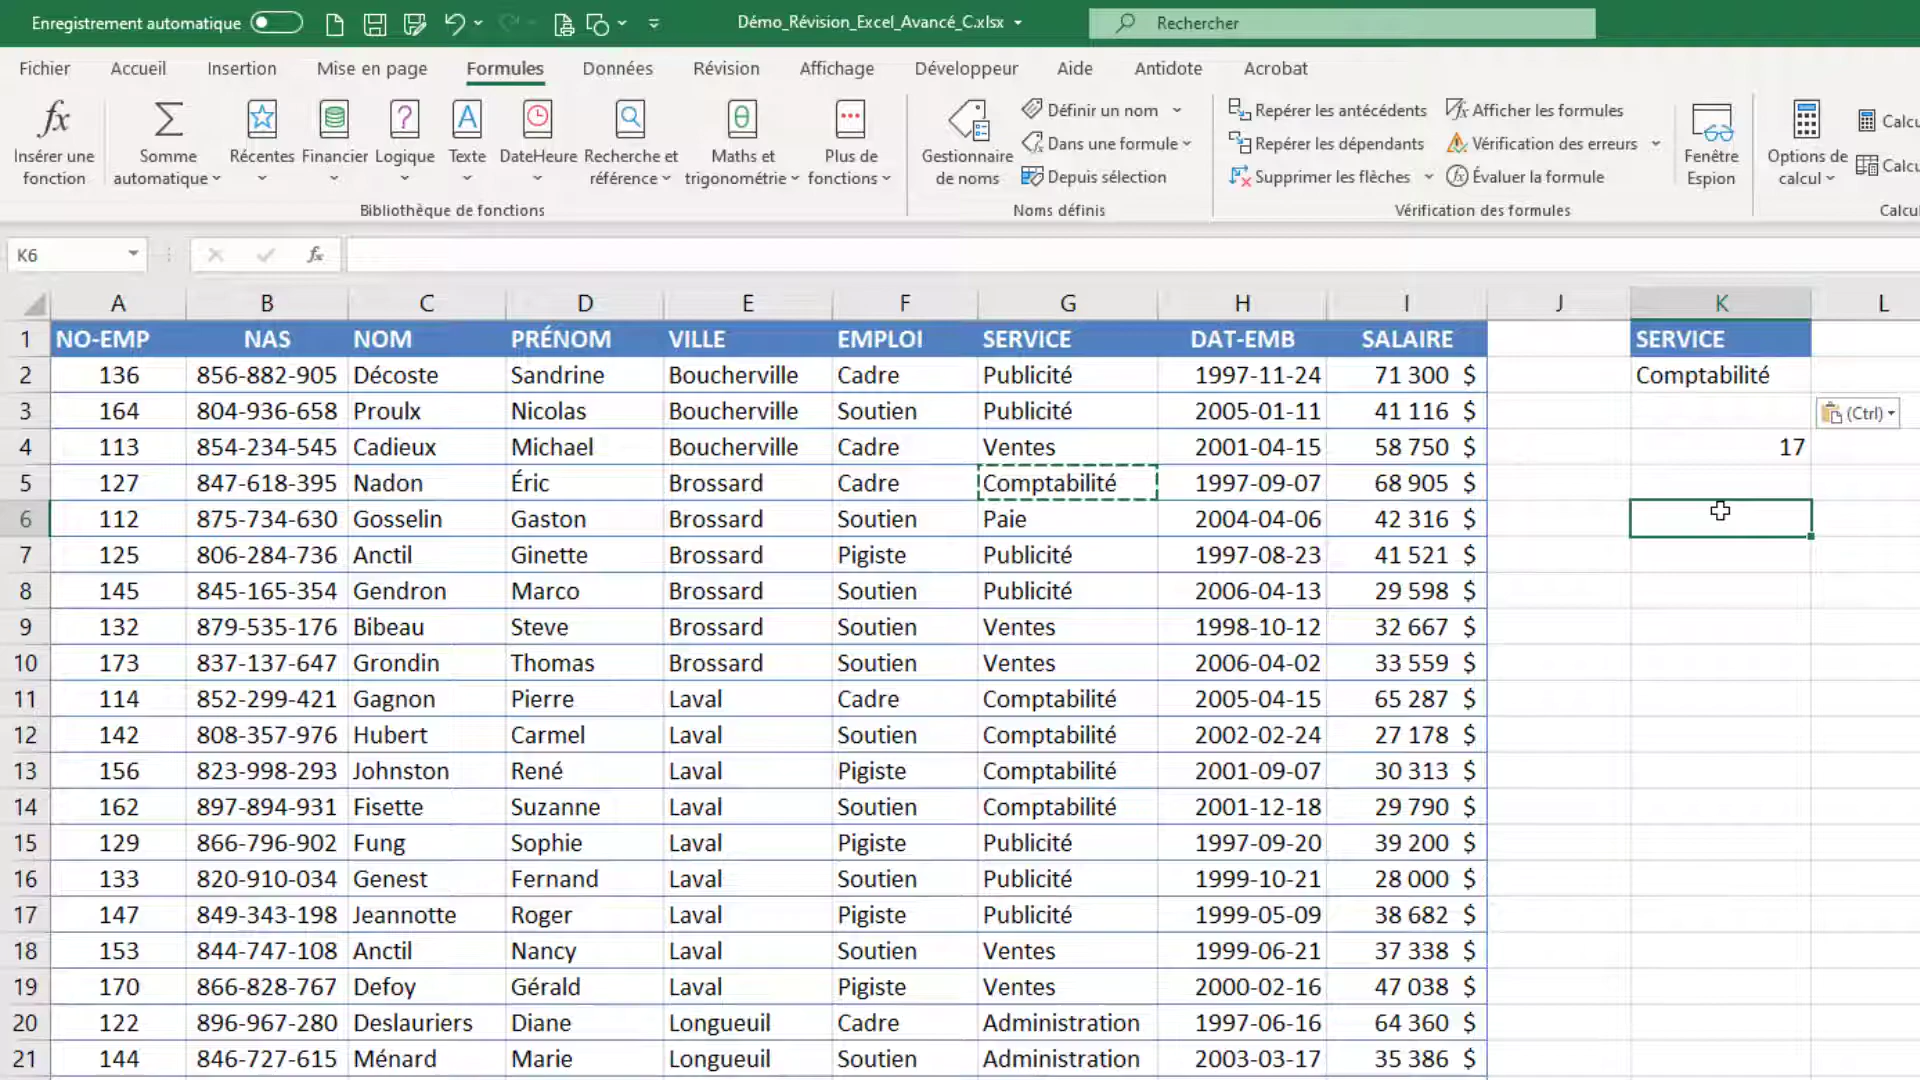 Enregistrement automatique Démo_Révision_Excel_Avancé_C.xlsx Rechercher
Fichier Accueil Insertion Mise en page Formules Données Révision Affichage Développeur Aide Antidote Acrobat
Insérer une fonction
Somme automatique
Récentes
Financier
Logique
Texte
DateHeure
Recherche et référence
Maths et trigonométrie
Plus de fonctions
Bibliothèque de fonctions
Gestionnaire de noms
Définir un nom
Dans une formule
Depuis sélection
Noms définis
Repérer les antécédents
Repérer les dépendants
Supprimer les flèches
Afficher les formules
Vérification des erreurs
Évaluer la formule
Vérification des formules
Fenêtre Espion
Options de calcul
Calcu
Calcu
Calcu
K6 fx
A B C D E F G H I J K L
1 NO-EMP NAS NOM PRÉNOM VILLE EMPLOI SERVICE DAT-EMB SALAIRE SERVICE
2 136 856-882-905 Décoste Sandrine Boucherville Cadre Publicité 1997-11-24 71 300 $ Comptabilité
3 164 804-936-658 Proulx Nicolas Boucherville Soutien Publicité 2005-01-11 41 116 $ (Ctrl)
4 113 854-234-545 Cadieux Michael Boucherville Cadre Ventes 2001-04-15 58 750 $ 17
5 127 847-618-395 Nadon Éric Brossard Cadre Comptabilité 1997-09-07 68 905 $
6 112 875-734-630 Gosselin Gaston Brossard Soutien Paie 2004-04-06 42 316 $
7 125 806-284-736 Anctil Ginette Brossard Pigiste Publicité 1997-08-23 41 521 $
8 145 845-165-354 Gendron Marco Brossard Soutien Publicité 2006-04-13 29 598 $
9 132 879-535-176 Bibeau Steve Brossard Soutien Ventes 1998-10-12 32 667 $
10 173 837-137-647 Grondin Thomas Brossard Soutien Ventes 2006-04-02 33 559 $
11 114 852-299-421 Gagnon Pierre Laval Cadre Comptabilité 2005-04-15 65 287 $
12 142 808-357-976 Hubert Carmel Laval Soutien Comptabilité 2002-02-24 27 178 $
13 156 823-998-293 Johnston René Laval Pigiste Comptabilité 2001-09-07 30 313 $
14 162 897-894-931 Fisette Suzanne Laval Soutien Comptabilité 2001-12-18 29 790 $
15 129 866-796-902 Fung Sophie Laval Pigiste Publicité 1997-09-20 39 200 $
16 133 820-910-034 Genest Fernand Laval Soutien Publicité 1999-10-21 28 000 $
17 147 849-343-198 Jeannotte Roger Laval Pigiste Publicité 1999-05-09 38 682 $
18 153 844-747-108 Anctil Nancy Laval Soutien Ventes 1999-06-21 37 338 $
19 170 866-828-767 Defoy Gérald Laval Pigiste Ventes 2000-02-16 47 038 $
20 122 896-967-280 Deslauriers Diane Longueuil Cadre Administration 1997-06-16 64 360 $
21 144 846-727-615 Ménard Marie Longueuil Soutien Administration 2003-03-17 35 386 $